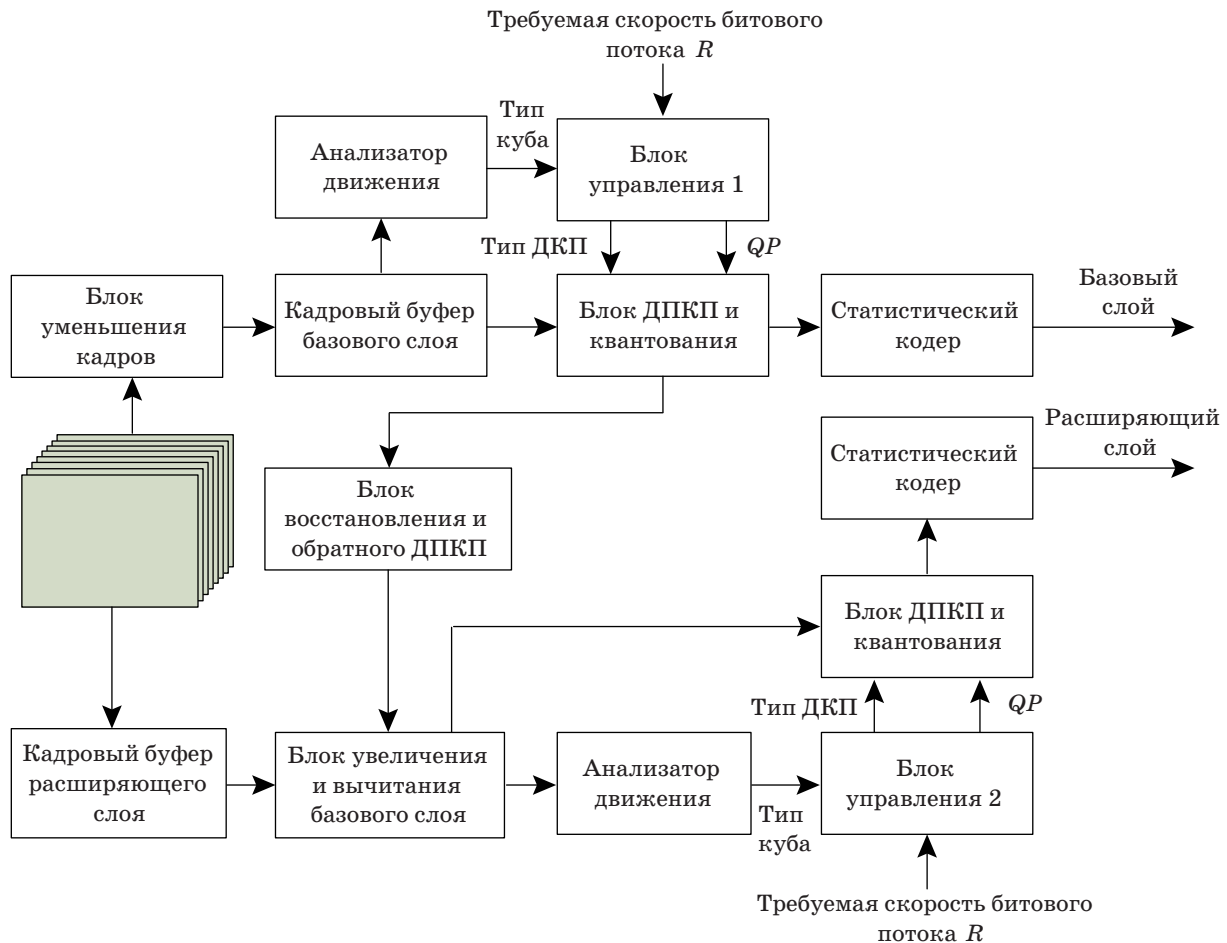 Требуемая скорость битового
потока R
Тип
куба
Анализатор
движения
Блок
управления 1
Тип ДКП
QP
Блок
уменьшения
кадров
Кадровый буфер
базового слоя
Блок ДПКП и
квантования
Статистический
кодер
Базовый
слой
Расширяющий
слой
Статистический
кодер
Блок
восстановления и
обратного ДПКП
Блок ДПКП и
квантования
Тип ДКП
QP
Кадровый буфер
расширяющего
слоя
Блок увеличения
и вычитания
базового слоя
Анализатор
движения
Тип
куба
Блок
управления 2
Требуемая скорость битового
потока R